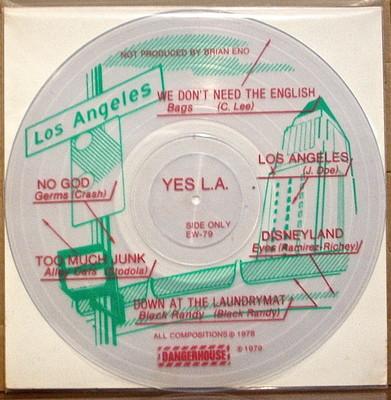 NOT PRODUCED BY BRIAN ENO
WE DON'T NEED THE ENGLISH
Bags (C. Lee)
Los Angeles
LOS ANGELES
(J. Doe)
NO GOD
Germs (Crash)
YES L.A.
SIDE ONLY
EW-79
DISNEYLAND
Eyes (Ramirez-Richey)
TOO MUCH JUNK
Alley Cats (Stodola)
DOWN AT THE LAUNDRYMAT
Black Randy (Black Randy)
ALL COMPOSITIONS © 1978
DANGERHOUSE
© 1979